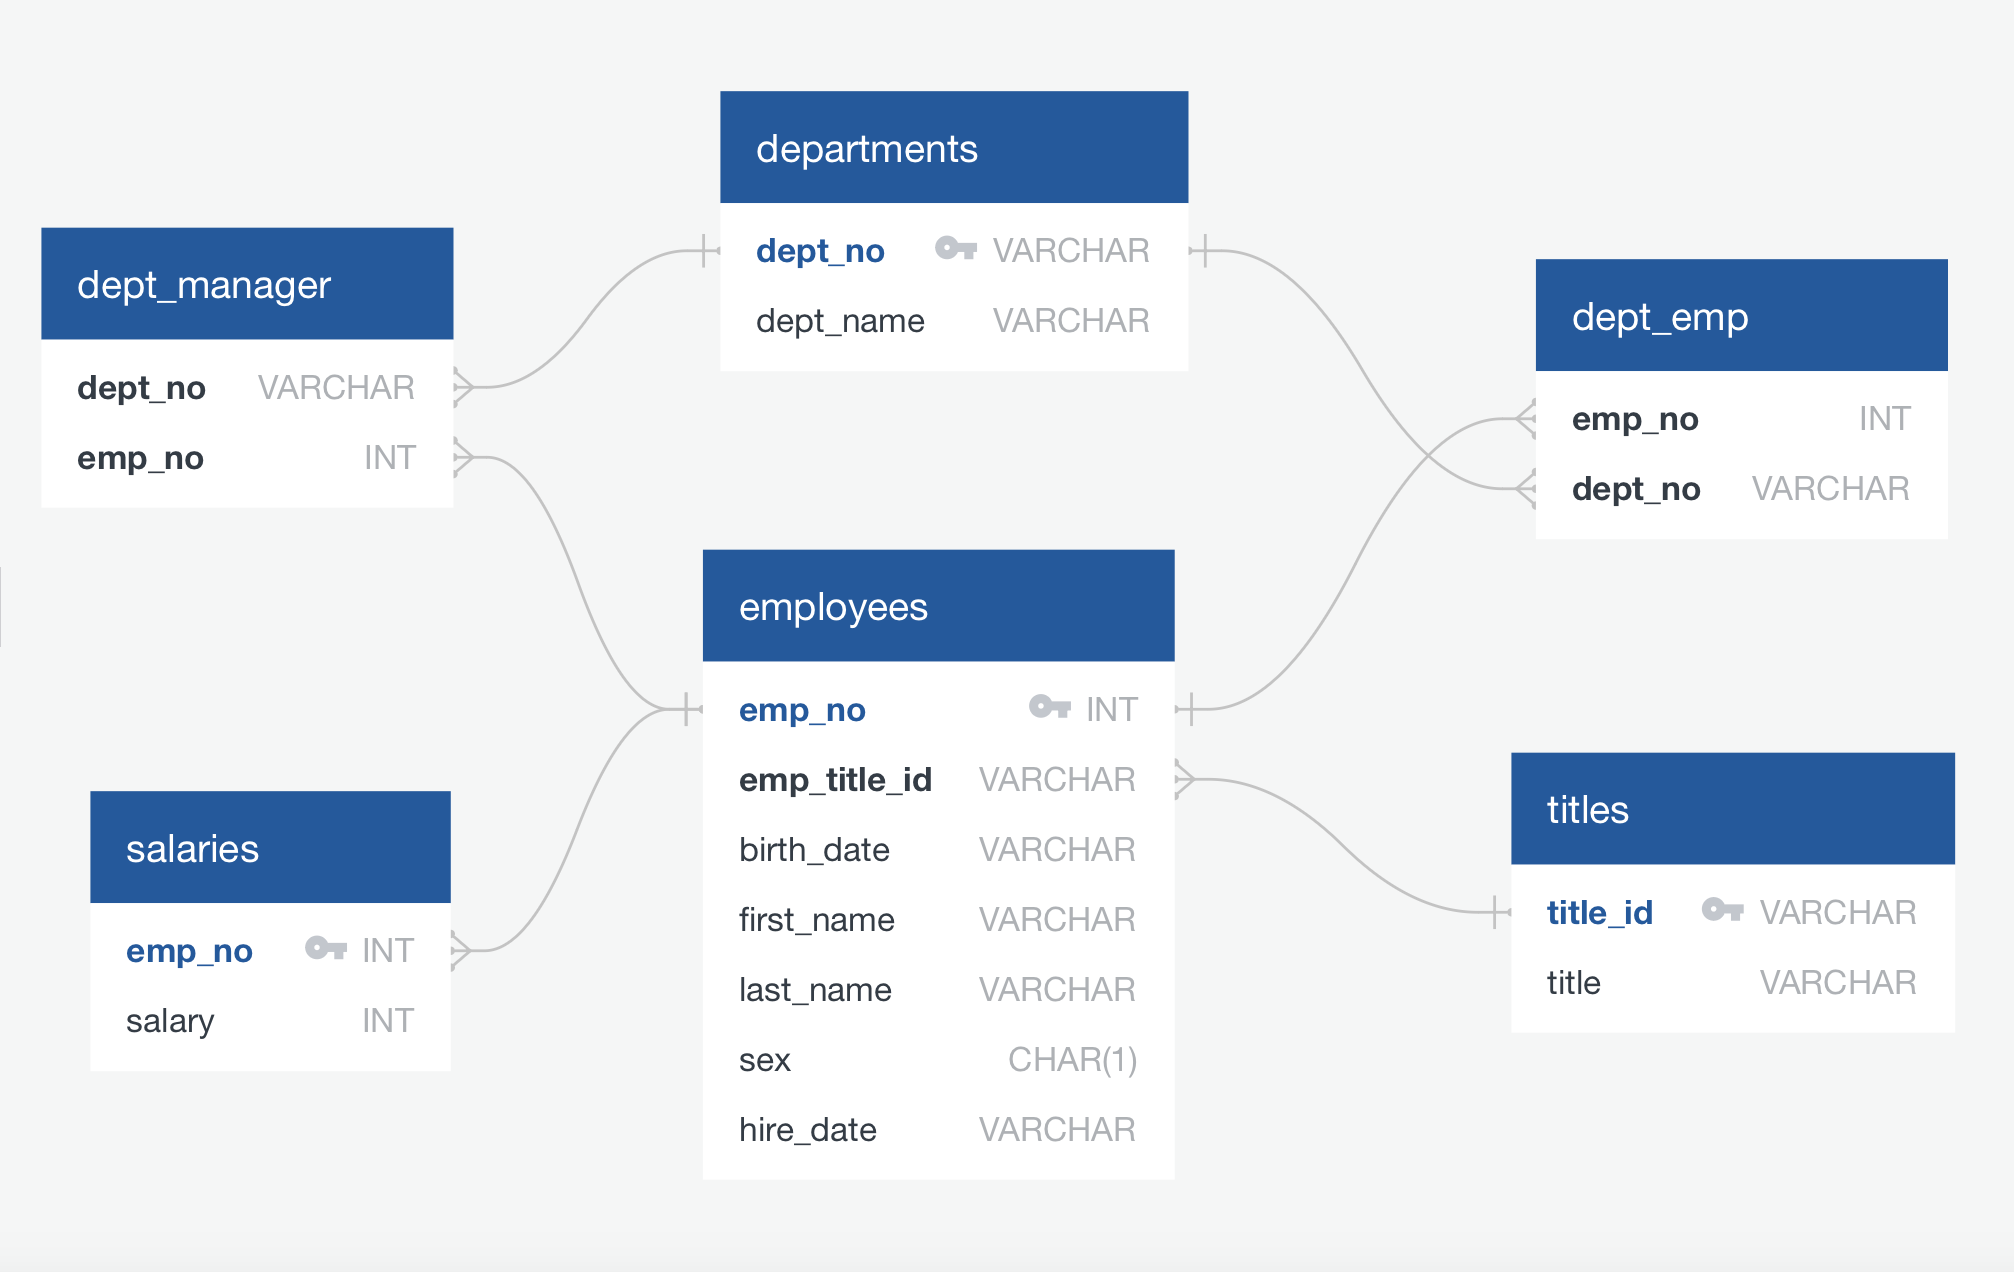 departments
dept_no VARCHAR
dept_name VARCHAR
dept_manager
dept_no VARCHAR
emp_no INT
dept_emp
emp_no INT
dept_no VARCHAR
employees
emp_no INT
emp_title_id VARCHAR
birth_date VARCHAR
first_name VARCHAR
last_name VARCHAR
sex CHAR(1)
hire_date VARCHAR
salaries
emp_no INT
salary INT
titles
title_id VARCHAR
title VARCHAR